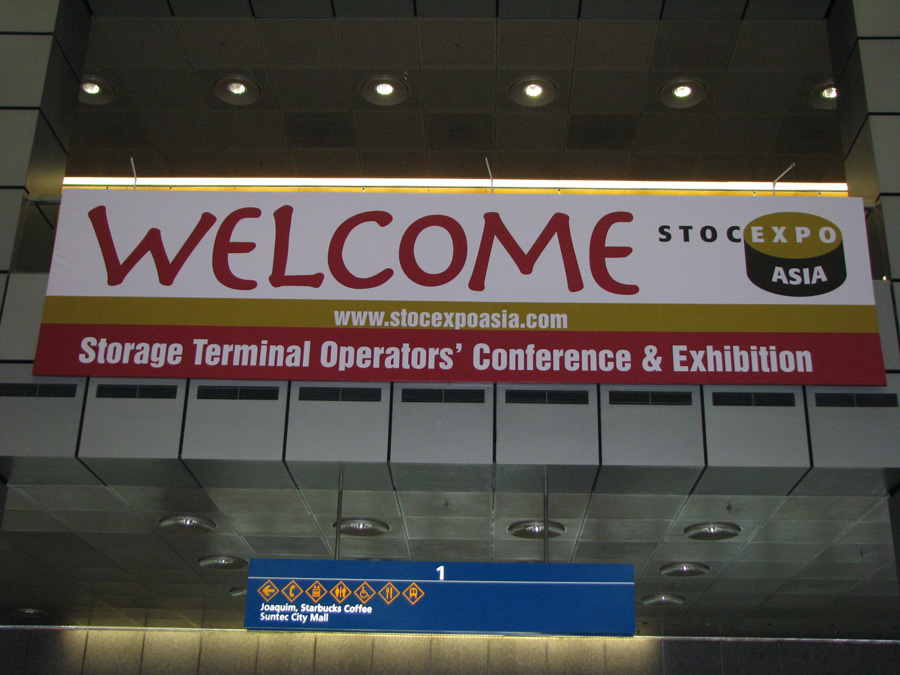 WELCOME
STOCEXPO
ASIA
www.stocexpoasia.com
Storage Terminal Operators' Conference & Exhibition
1
Joaquim, Starbucks Coffee
Suntec City Mall